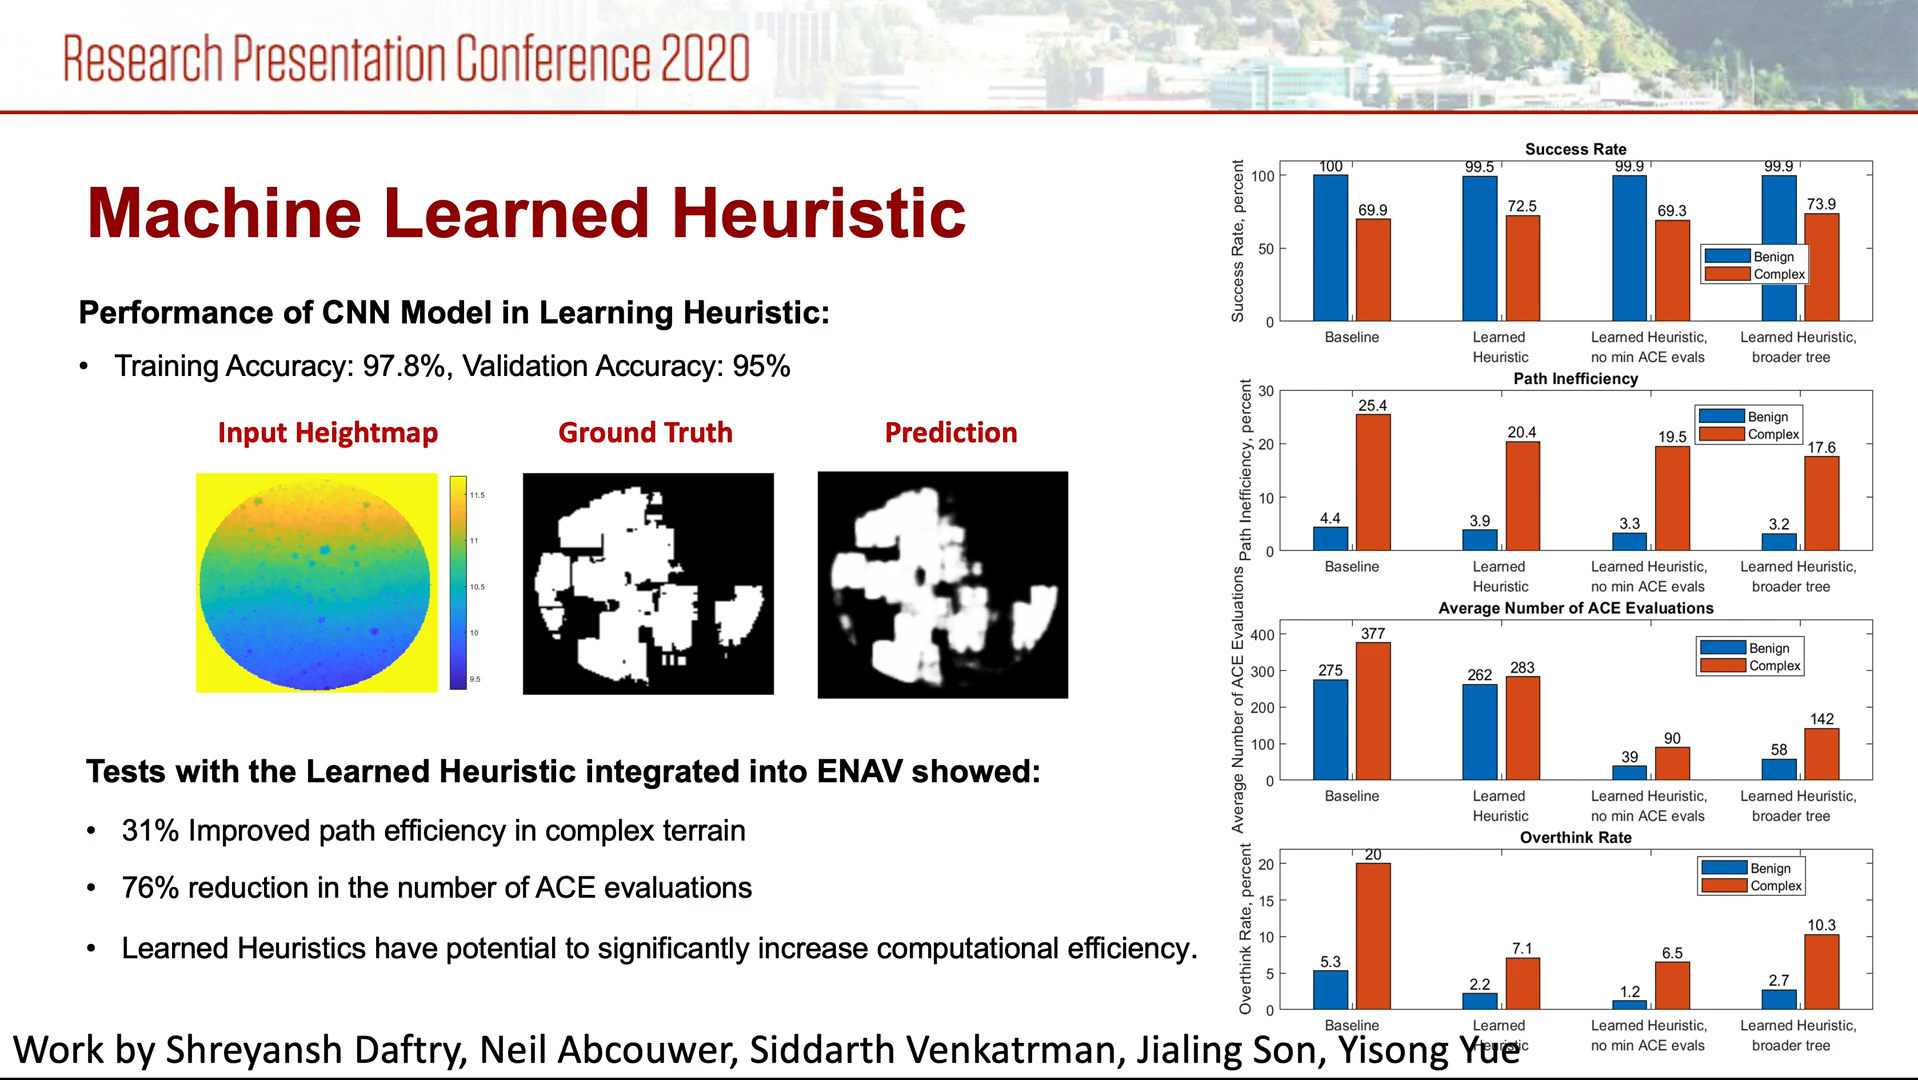 Research Presentation Conference 2020
Machine Learned Heuristic
Performance of CNN Model in Learning Heuristic:
• Training Accuracy: 97.8%, Validation Accuracy: 95%
Input Heightmap
Ground Truth
Prediction
11.5
11
10.5
10
9.5
Tests with the Learned Heuristic integrated into ENAV showed:
• 31% Improved path efficiency in complex terrain
• 76% reduction in the number of ACE evaluations
• Learned Heuristics have potential to significantly increase computational efficiency.
Success Rate
Success Rate, percent
100
50
0
100 69.9 99.5 72.5 99.9 69.3 99.9 73.9
Benign
Complex
Baseline
Learned
Heuristic
Learned Heuristic,
no min ACE evals
Learned Heuristic,
broader tree
Path Inefficiency
Path Inefficiency, percent
30
20
10
0
4.4 25.4 3.9 20.4 3.3 19.5 3.2 17.6
Benign
Complex
Baseline
Learned
Heuristic
Learned Heuristic,
no min ACE evals
Learned Heuristic,
broader tree
Average Number of ACE Evaluations
Average Number of ACE Evaluations
400
300
200
100
0
275 377 262 283 39 90 58 142
Benign
Complex
Baseline
Learned
Heuristic
Learned Heuristic,
no min ACE evals
Learned Heuristic,
broader tree
Overthink Rate
Overthink Rate, percent
20
15
10
5
0
5.3 20 2.2 7.1 1.2 6.5 2.7 10.3
Benign
Complex
Baseline
Learned
Heuristic
Learned Heuristic,
no min ACE evals
Learned Heuristic,
broader tree
Work by Shreyansh Daftry, Neil Abcouwer, Siddarth Venkatrman, Jialing Son, Yisong Yue